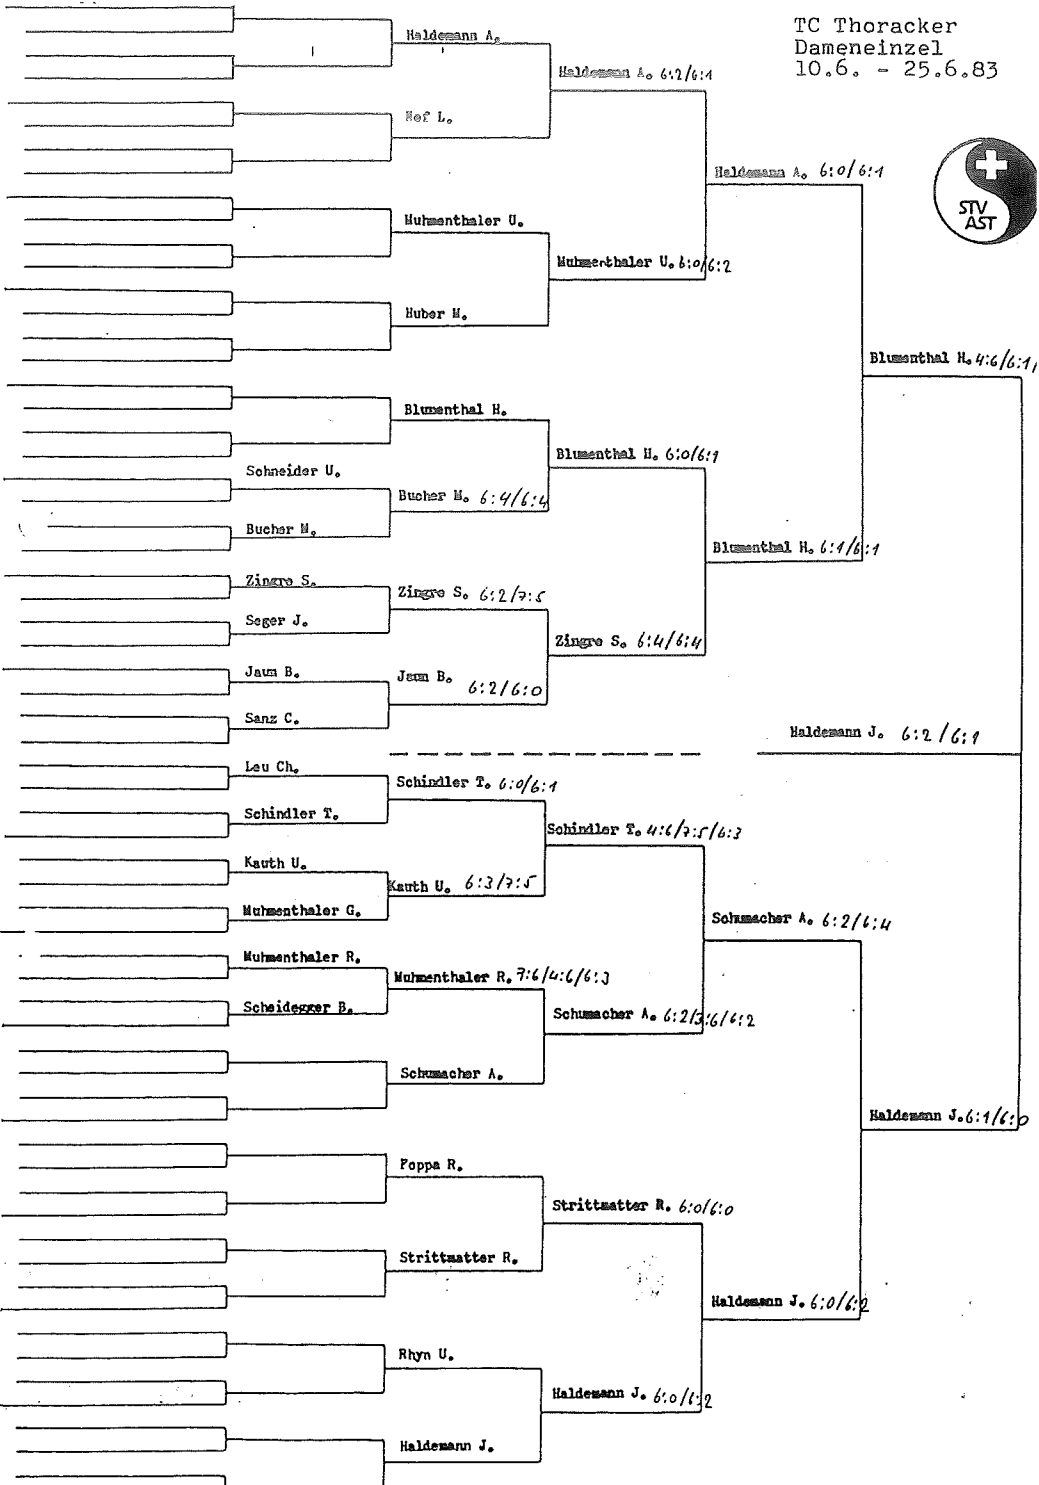 TC Thoracker
Dameneinzel
10.6. - 25.6.83
STV
AST
Haldemann A.
Haldemann A. 6:2/6:1
Hof L.
Haldemann A. 6:0/6:1
Muhmenthaler U.
Muhmenthaler U. 6:0/6:2
Huber M.
Blumenthal H. 4:6/6:1/
Blumenthal H.
Blumenthal H. 6:0/6:1
Schneider U.
Bucher M. 6:4/6:4
Bucher M.
Blumenthal H. 6:1/6:1
Zingre S.
Zingre S. 6:2/7:5
Seger J.
Zingre S. 6:4/6:4
Jaun B.
Jaun B. 6:2/6:0
Sanz C.
Haldemann J. 6:2/6:1
Leu Ch.
Schindler T. 6:0/6:1
Schindler T.
Schindler T. 4:6/7:5/6:3
Kauth U.
Kauth U. 6:3/7:5
Muhmenthaler G.
Schumacher A. 6:2/6:4
Muhmenthaler R.
Muhmenthaler R. 7:6/4:6/6:3
Scheidegger B.
Schumacher A. 6:2/3:6/6:2
Schumacher A.
Haldemann J. 6:1/6:0
Poppa R.
Strittmatter R. 6:0/6:0
Strittmatter R.
Haldemann J. 6:0/6:2
Rhyn U.
Haldemann J. 6:0/6:2
Haldemann J.